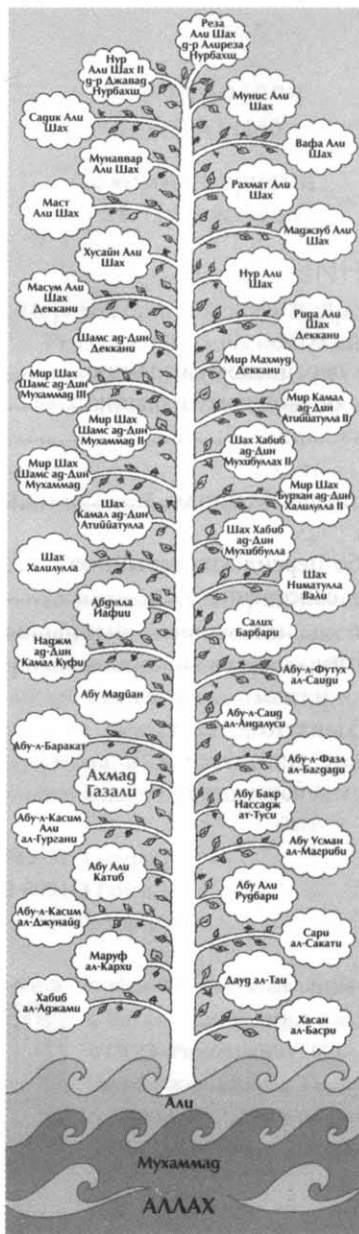 Реза
Али Шах
д-р Алиреза
Нурбахш
Нур
Али Шах II
д-р Джавад
Нурбахш
Мунис Али
Шах
Садик Али
Шах
Вафа Али
Шах
Мунаввар
Али Шах
Рахмат Али
Шах
Маст
Али Шах
Маджзуб Али
Шах
Хусайн Али
Шах
Нур Али
Шах
Масум Али
Шах
Деккани
Рида Али
Шах
Деккани
Шамс ад-Дин
Деккани
Мир Махмуд
Деккани
Мир Шах
Шамс ад-Дин
Мухаммад III
Мир Камал
ад-Дин
Атиййатулла II
Мир Шах
Шамс ад-Дин
Мухаммад II
Шах Хабиб
ад-Дин
Мухибуллах II
Мир Шах
Шамс ад-Дин
Мухаммад
Мир Шах
Бурхан ад-Дин
Халилулла II
Шах
Камал ад-Дин
Атиййатулла
Шах Хабиб
ад-Дин
Мухиббулла
Шах
Халилулла
Шах
Ниматулла
Вали
Абдулла
Иафии
Салих
Барбари
Наджм
ад-Дин
Камал Куфи
Абу-л-Футух
ал-Саиди
Абу Мадйан
Абу-л-Саид
ал-Андалуси
Абу-л-Баракат
Абу-л-Фазл
ал-Багдади
Ахмад
Газали
Абу Бакр
Нассадж
ат-Туси
Абу-л-Касим
Али
ал-Гургани
Абу Усман
ал-Магриби
Абу Али
Катиб
Абу Али
Рудбари
Абу-л-Касим
ал-Джунайд
Сари
ал-Сакати
Маруф
ал-Кархи
Дауд ал-Таи
Хабиб
ал-Аджами
Хасан
ал-Басри
Али
Мухаммад
АЛЛАХ